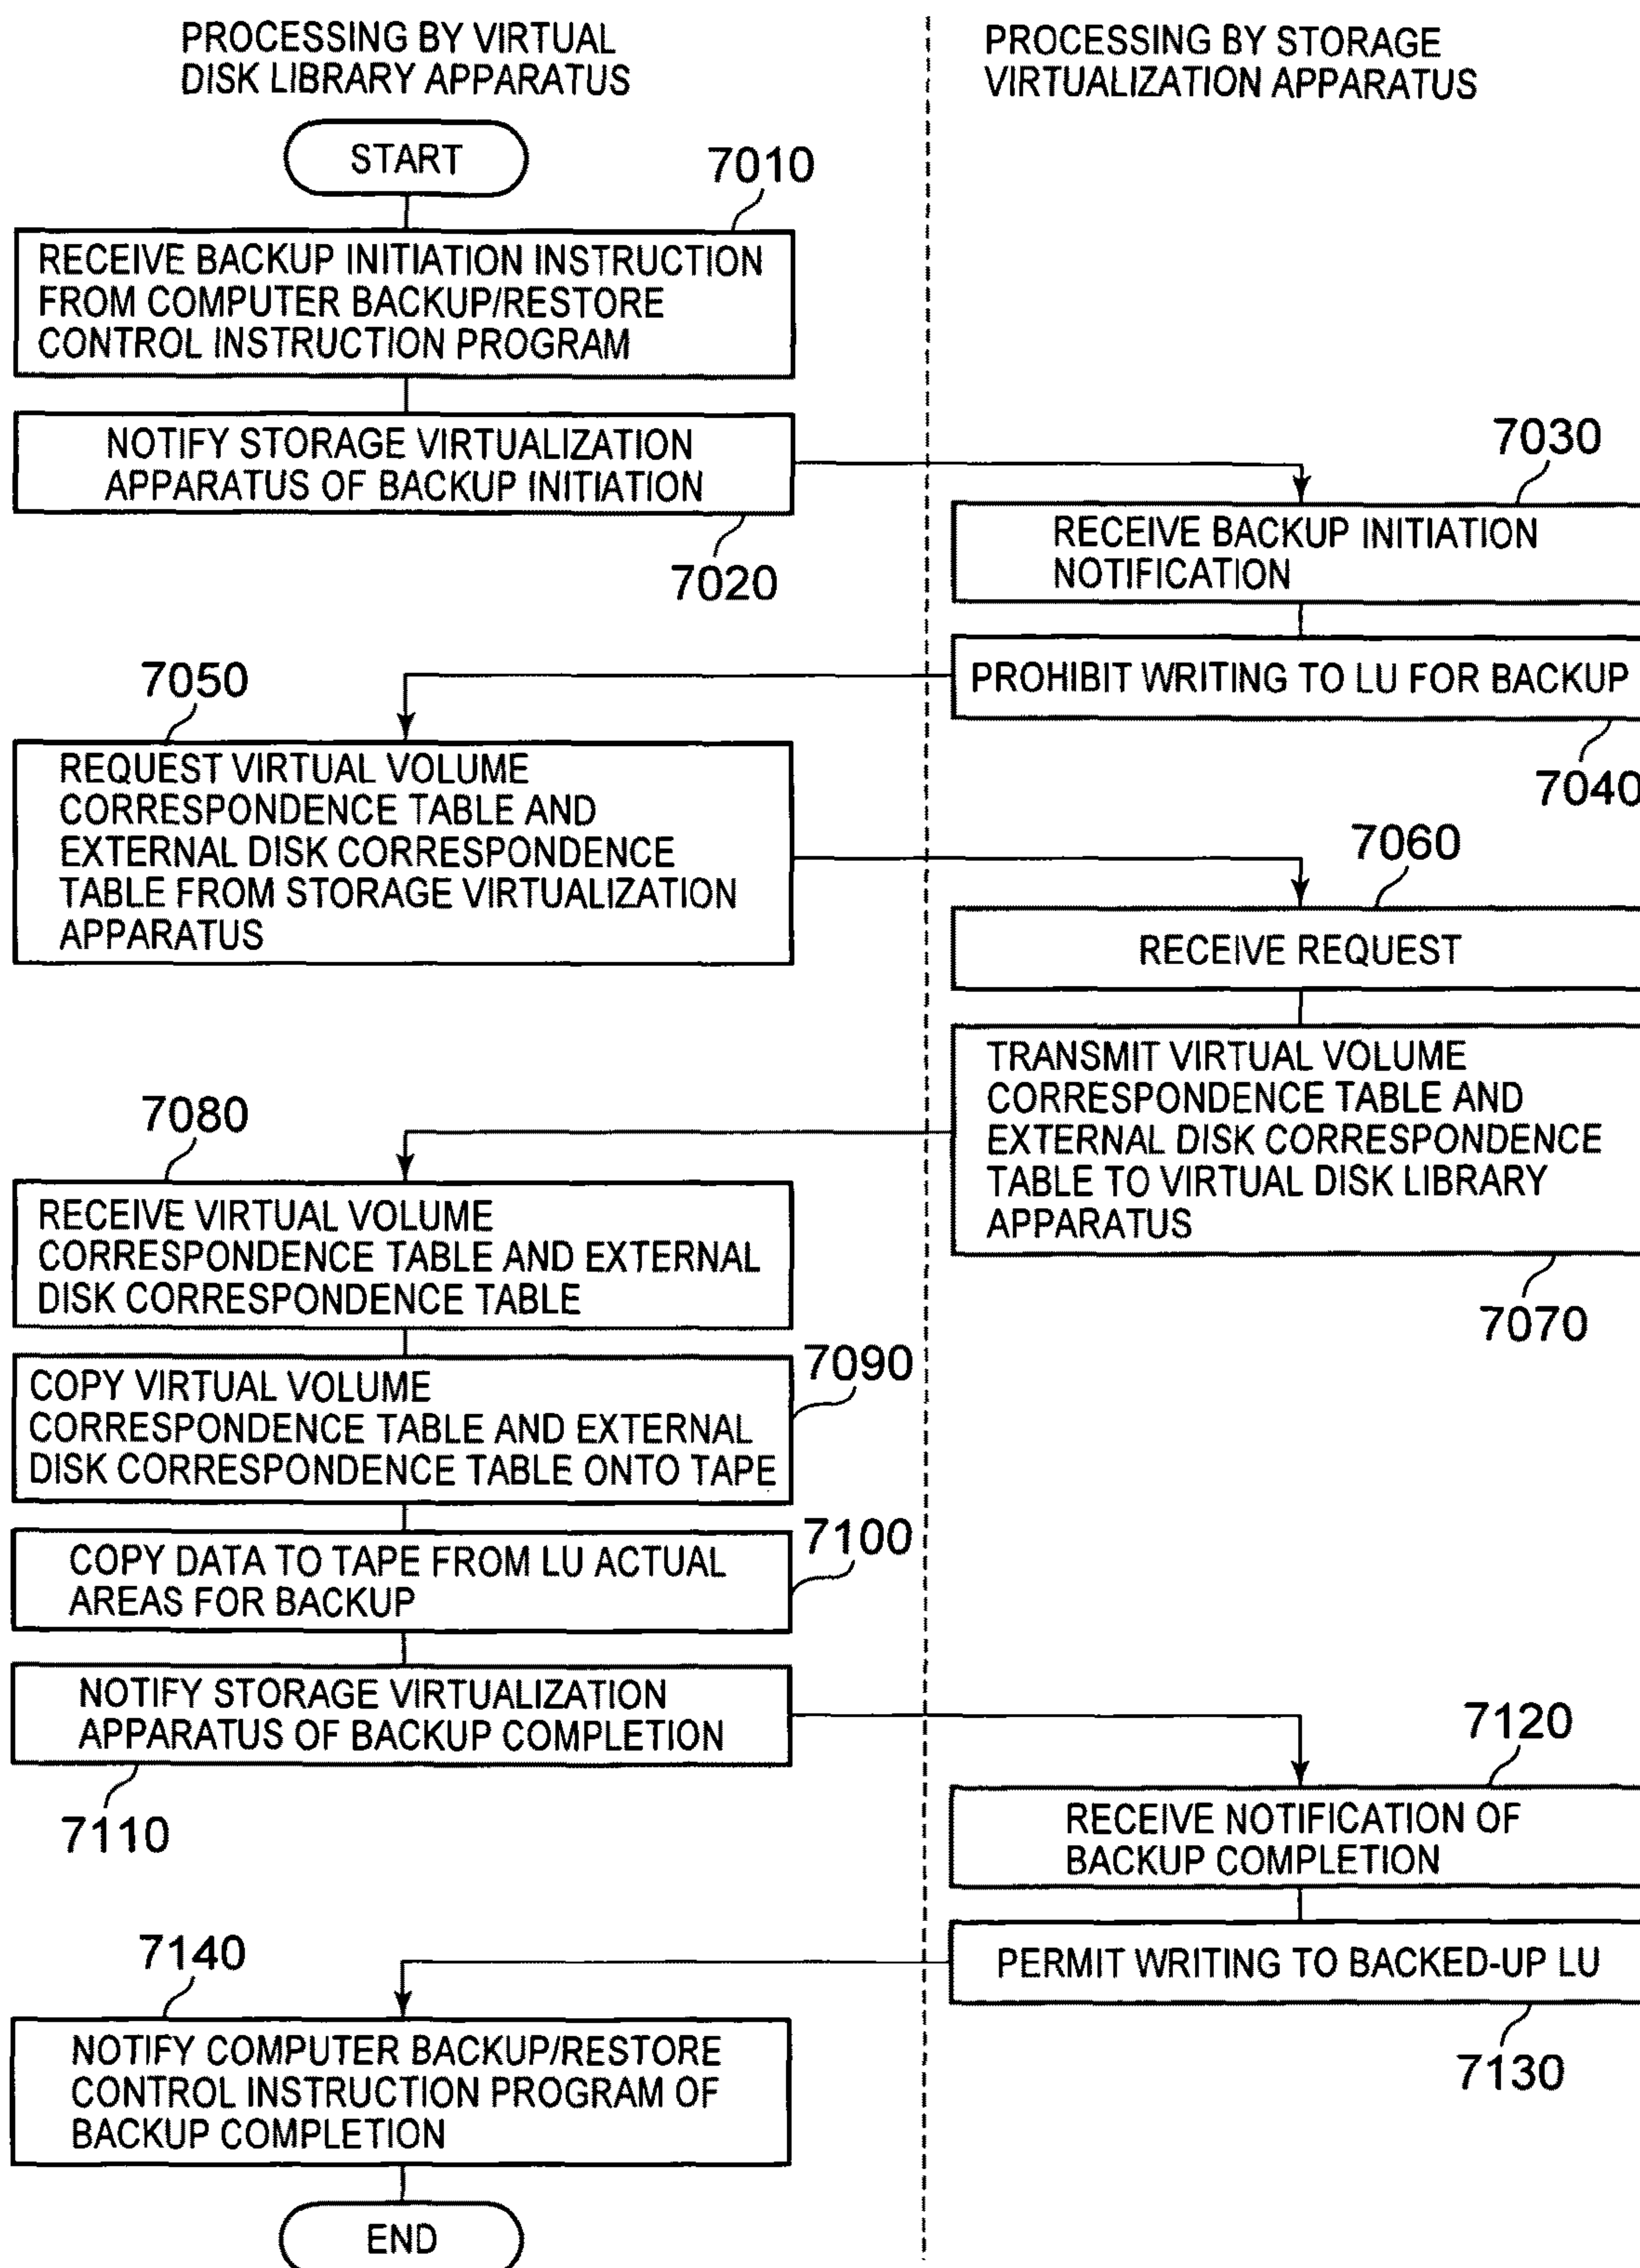 PROCESSING BY VIRTUAL
DISK LIBRARY APPARATUS
PROCESSING BY STORAGE
VIRTUALIZATION APPARATUS
START
7010
RECEIVE BACKUP INITIATION INSTRUCTION
FROM COMPUTER BACKUP/RESTORE
CONTROL INSTRUCTION PROGRAM
NOTIFY STORAGE VIRTUALIZATION
APPARATUS OF BACKUP INITIATION
7020
7030
RECEIVE BACKUP INITIATION
NOTIFICATION
PROHIBIT WRITING TO LU FOR BACKUP
7040
7050
REQUEST VIRTUAL VOLUME
CORRESPONDENCE TABLE AND
EXTERNAL DISK CORRESPONDENCE
TABLE FROM STORAGE VIRTUALIZATION
APPARATUS
7060
RECEIVE REQUEST
TRANSMIT VIRTUAL VOLUME
CORRESPONDENCE TABLE AND
EXTERNAL DISK CORRESPONDENCE
TABLE TO VIRTUAL DISK LIBRARY
APPARATUS
7070
7080
RECEIVE VIRTUAL VOLUME
CORRESPONDENCE TABLE AND EXTERNAL
DISK CORRESPONDENCE TABLE
7090
COPY VIRTUAL VOLUME
CORRESPONDENCE TABLE AND EXTERNAL
DISK CORRESPONDENCE TABLE ONTO TAPE
7100
COPY DATA TO TAPE FROM LU ACTUAL
AREAS FOR BACKUP
NOTIFY STORAGE VIRTUALIZATION
APPARATUS OF BACKUP COMPLETION
7110
7120
RECEIVE NOTIFICATION OF
BACKUP COMPLETION
PERMIT WRITING TO BACKED-UP LU
7130
7140
NOTIFY COMPUTER BACKUP/RESTORE
CONTROL INSTRUCTION PROGRAM OF
BACKUP COMPLETION
END